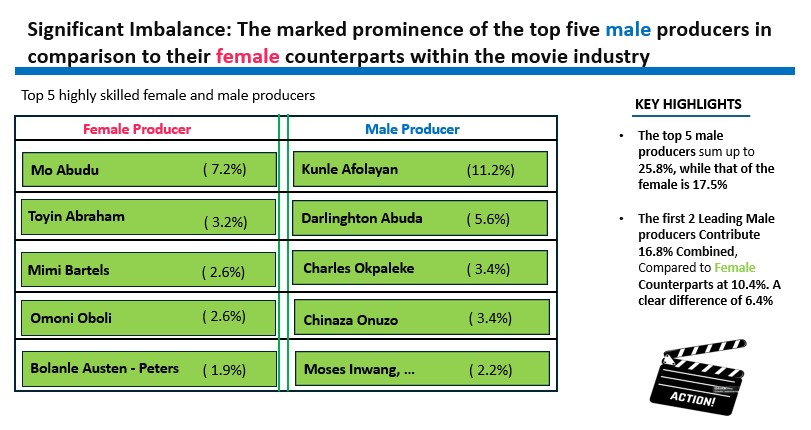 Significant Imbalance: The marked prominence of the top five male producers in
comparison to their female counterparts within the movie industry
Top 5 highly skilled female and male producers
Female Producer
Male Producer
Mo Abudu ( 7.2%)
Kunle Afolayan (11.2%)
Toyin Abraham ( 3.2%)
Darlinghton Abuda ( 5.6%)
Mimi Bartels ( 2.6%)
Charles Okpaleke ( 3.4%)
Omoni Oboli ( 2.6%)
Chinaza Onuzo ( 3.4%)
Bolanle Austen - Peters ( 1.9%)
Moses Inwang, ... ( 2.2%)
KEY HIGHLIGHTS
• The top 5 male
producers sum up to
25.8%, while that of the
female is 17.5%
• The first 2 Leading Male
producers Contribute
16.8% Combined,
Compared to Female
Counterparts at 10.4%. A
clear difference of 6.4%
ACTION!